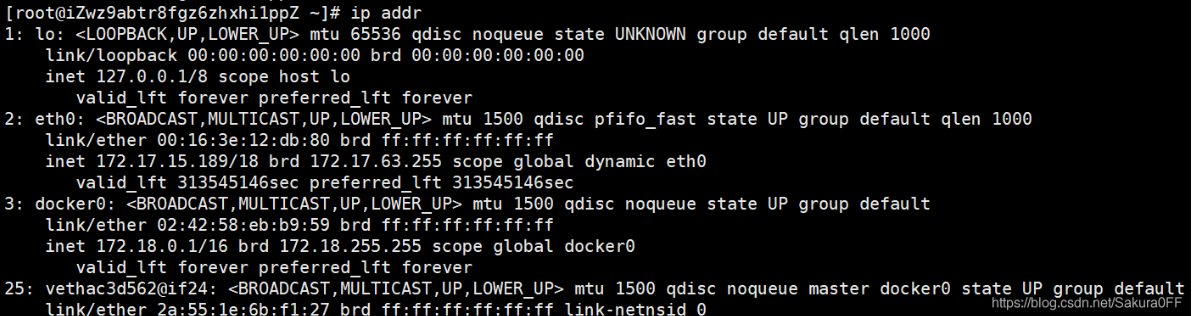 [root@iZwz9abtr8fgz6zhxhi1ppZ ~]# ip addr
1: lo: <LOOPBACK,UP,LOWER_UP> mtu 65536 qdisc noqueue state UNKNOWN group default qlen 1000
    link/loopback 00:00:00:00:00:00 brd 00:00:00:00:00:00
    inet 127.0.0.1/8 scope host lo
       valid_lft forever preferred_lft forever
2: eth0: <BROADCAST,MULTICAST,UP,LOWER_UP> mtu 1500 qdisc pfifo_fast state UP group default qlen 1000
    link/ether 00:16:3e:12:db:80 brd ff:ff:ff:ff:ff:ff
    inet 172.17.15.189/18 brd 172.17.63.255 scope global dynamic eth0
       valid_lft 313545146sec preferred_lft 313545146sec
3: docker0: <BROADCAST,MULTICAST,UP,LOWER_UP> mtu 1500 qdisc noqueue state UP group default
    link/ether 02:42:58:eb:b9:59 brd ff:ff:ff:ff:ff:ff
    inet 172.18.0.1/16 brd 172.18.255.255 scope global docker0
       valid_lft forever preferred_lft forever
25: vethac3d562@if24: <BROADCAST,MULTICAST,UP,LOWER_UP> mtu 1500 qdisc noqueue master docker0 state UP group default
    link/ether 2a:55:1e:6b:f1:27 brd ff:ff:ff:ff:ff:ff link-netnsid 0
https://blog.csdn.net/Sakura0FF